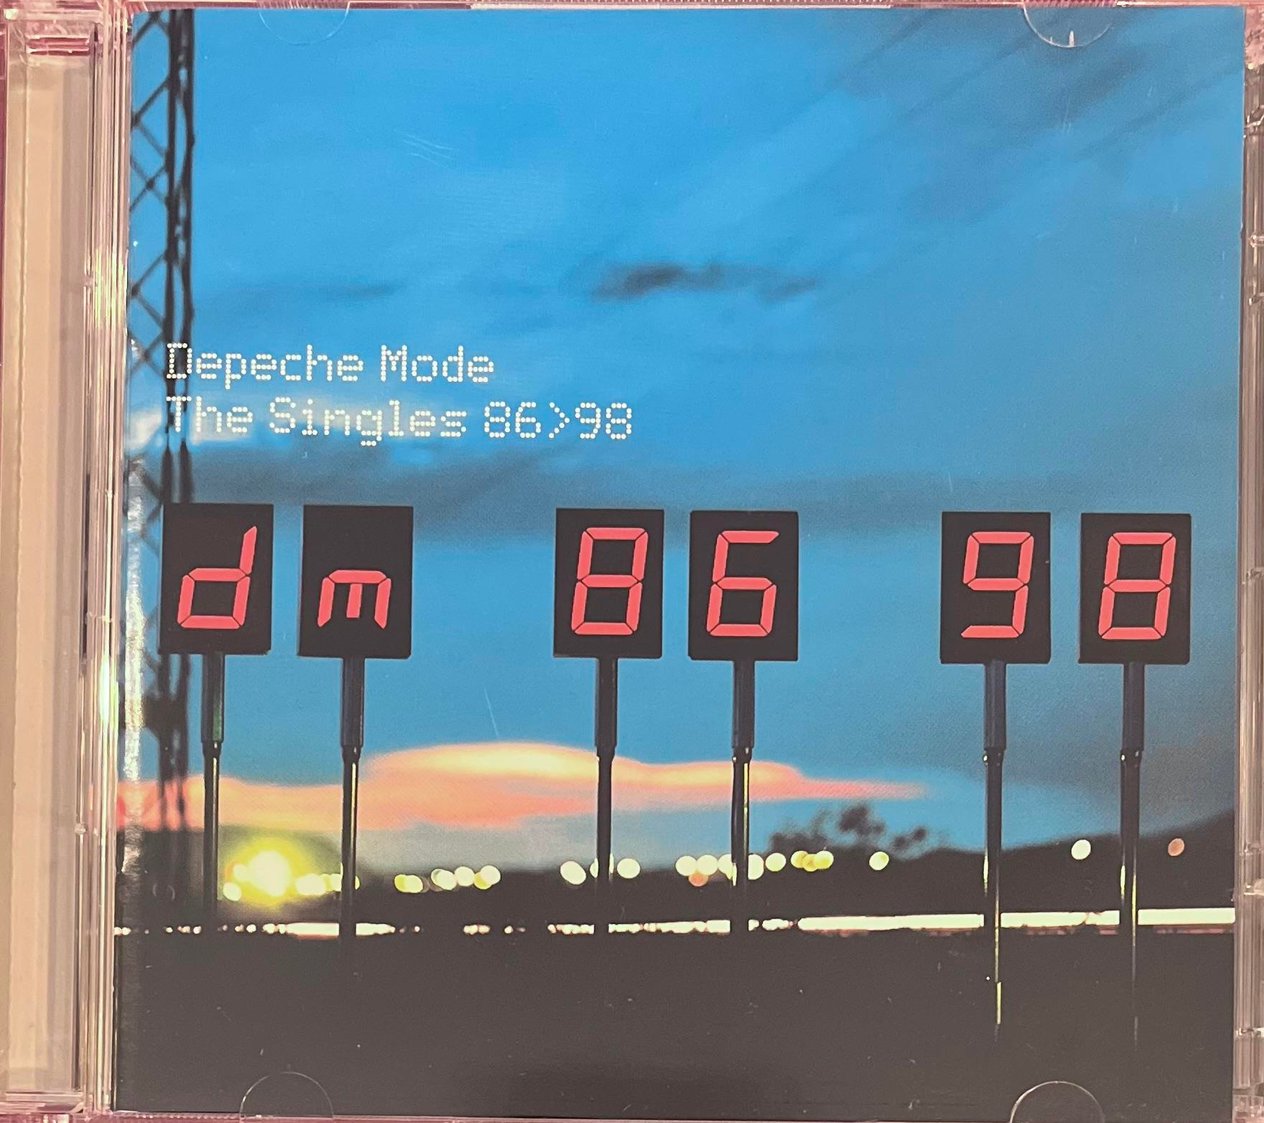 Depeche Mode
The Singles 86>98
dm 86 98